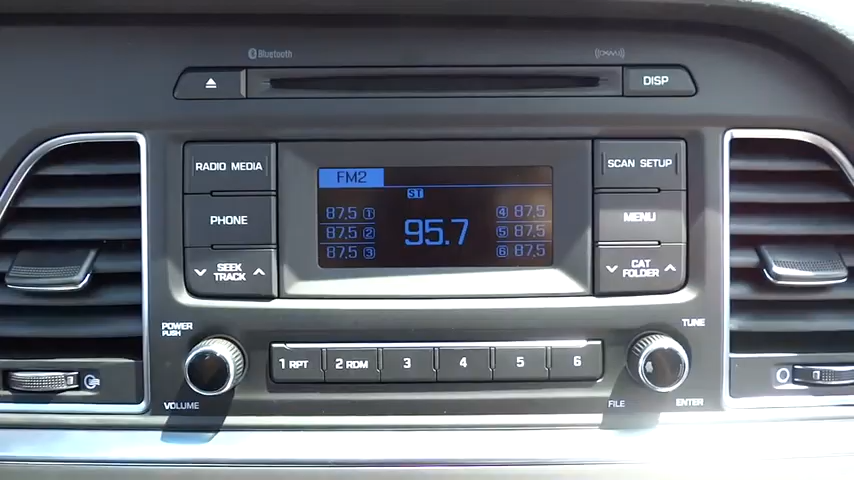 Bluetooth
((XM))
DISP
RADIO MEDIA
SCAN SETUP
FM2
ST
87.5 1
87.5 2
87.5 3
95.7
4 87.5
5 87.5
6 87.5
PHONE
MENU
SEEK
TRACK
CAT
FOLDER
POWER
PUSH
TUNE
1 RPT
2 RDM
3
4
5
6
VOLUME
FILE
ENTER